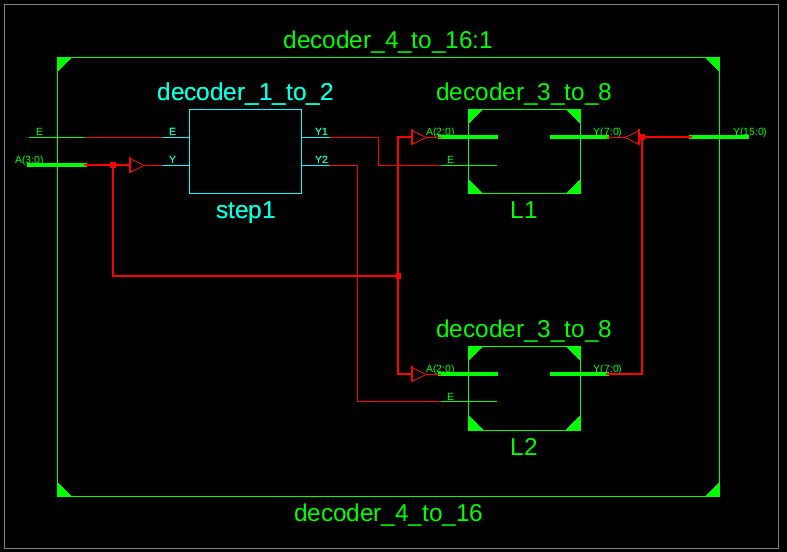 decoder_4_to_16:1
decoder_1_to_2
decoder_3_to_8
E
E
Y1
A(2:0)
Y(7:0)
Y(15:0)
A(3:0)
Y
Y2
E
step1
L1
decoder_3_to_8
A(2:0)
Y(7:0)
E
L2
decoder_4_to_16